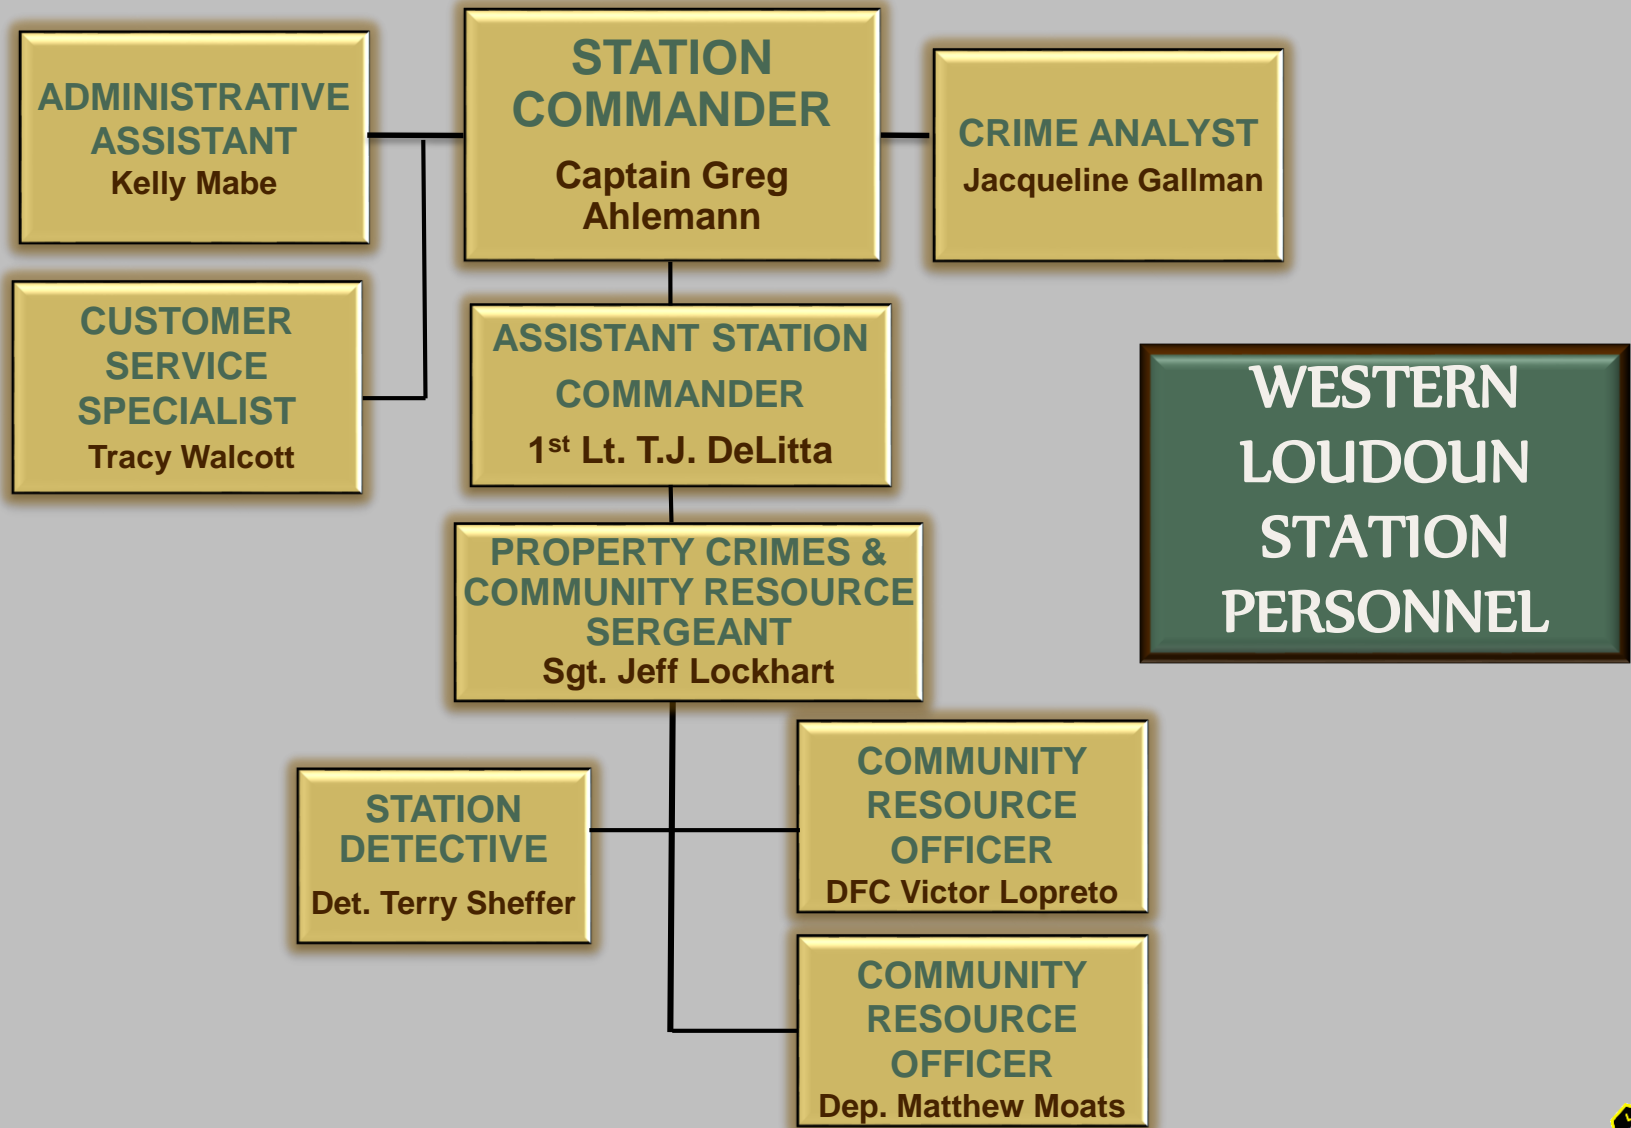 ADMINISTRATIVE
ASSISTANT
Kelly Mabe
STATION
COMMANDER
Captain Greg
Ahlemann
CRIME ANALYST
Jacqueline Gallman
CUSTOMER
SERVICE
SPECIALIST
Tracy Walcott
ASSISTANT STATION
COMMANDER
1st Lt. T.J. DeLitta
WESTERN
LOUDOUN
STATION
PERSONNEL
PROPERTY CRIMES &
COMMUNITY RESOURCE
SERGEANT
Sgt. Jeff Lockhart
STATION
DETECTIVE
Det. Terry Sheffer
COMMUNITY
RESOURCE
OFFICER
DFC Victor Lopreto
COMMUNITY
RESOURCE
OFFICER
Dep. Matthew Moats